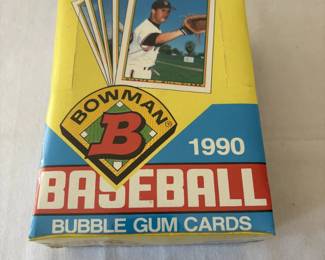 BOWMAN®
B
1990
BASEBALL
BUBBLE GUM CARDS